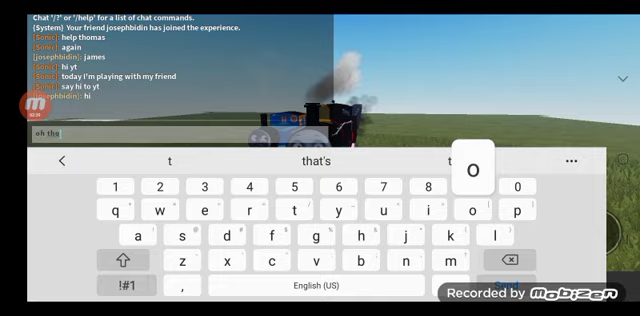 Chat '/?' or '/help' for a list of chat commands.
{System} Your friend josephbidin has joined the experience.
[Sonic]: help thomas
[Sonic]: again
[josephbidin]: james
[Sonic]: hi yt
[Sonic]: today I'm playing with my friend
[Sonic]: say hi to yt
[josephbidin]: hi
oh tho
t that's t
o
1 2 3 4 5 6 7 8 0
q w e r t y u i o p
a s d f g h j k l
z x c v b n m
!#1 , English (US) Send
Recorded by MOBIZEN